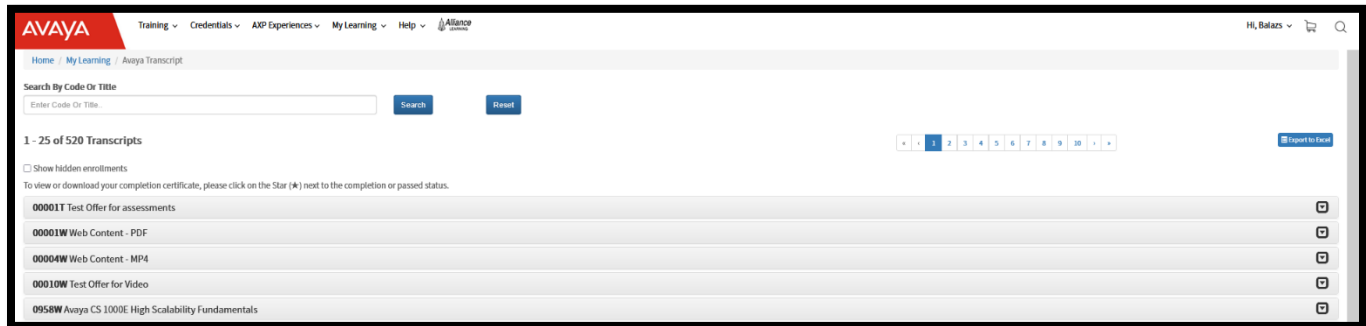 AVAYA
Training Credentials AXP Experiences My Learning Help Alliance LEARNING
Hi, Balazs
Home / My Learning / Avaya Transcript
Search By Code Or Title
Enter Code Or Title..
Search
Reset
1 - 25 of 520 Transcripts
« ‹ 1 2 3 4 5 6 7 8 9 10 › »
Export to Excel
Show hidden enrollments
To view or download your completion certificate, please click on the Star (★) next to the completion or passed status.
00001T Test Offer for assessments
00001W Web Content - PDF
00004W Web Content - MP4
00010W Test Offer for Video
0958W Avaya CS 1000E High Scalability Fundamentals